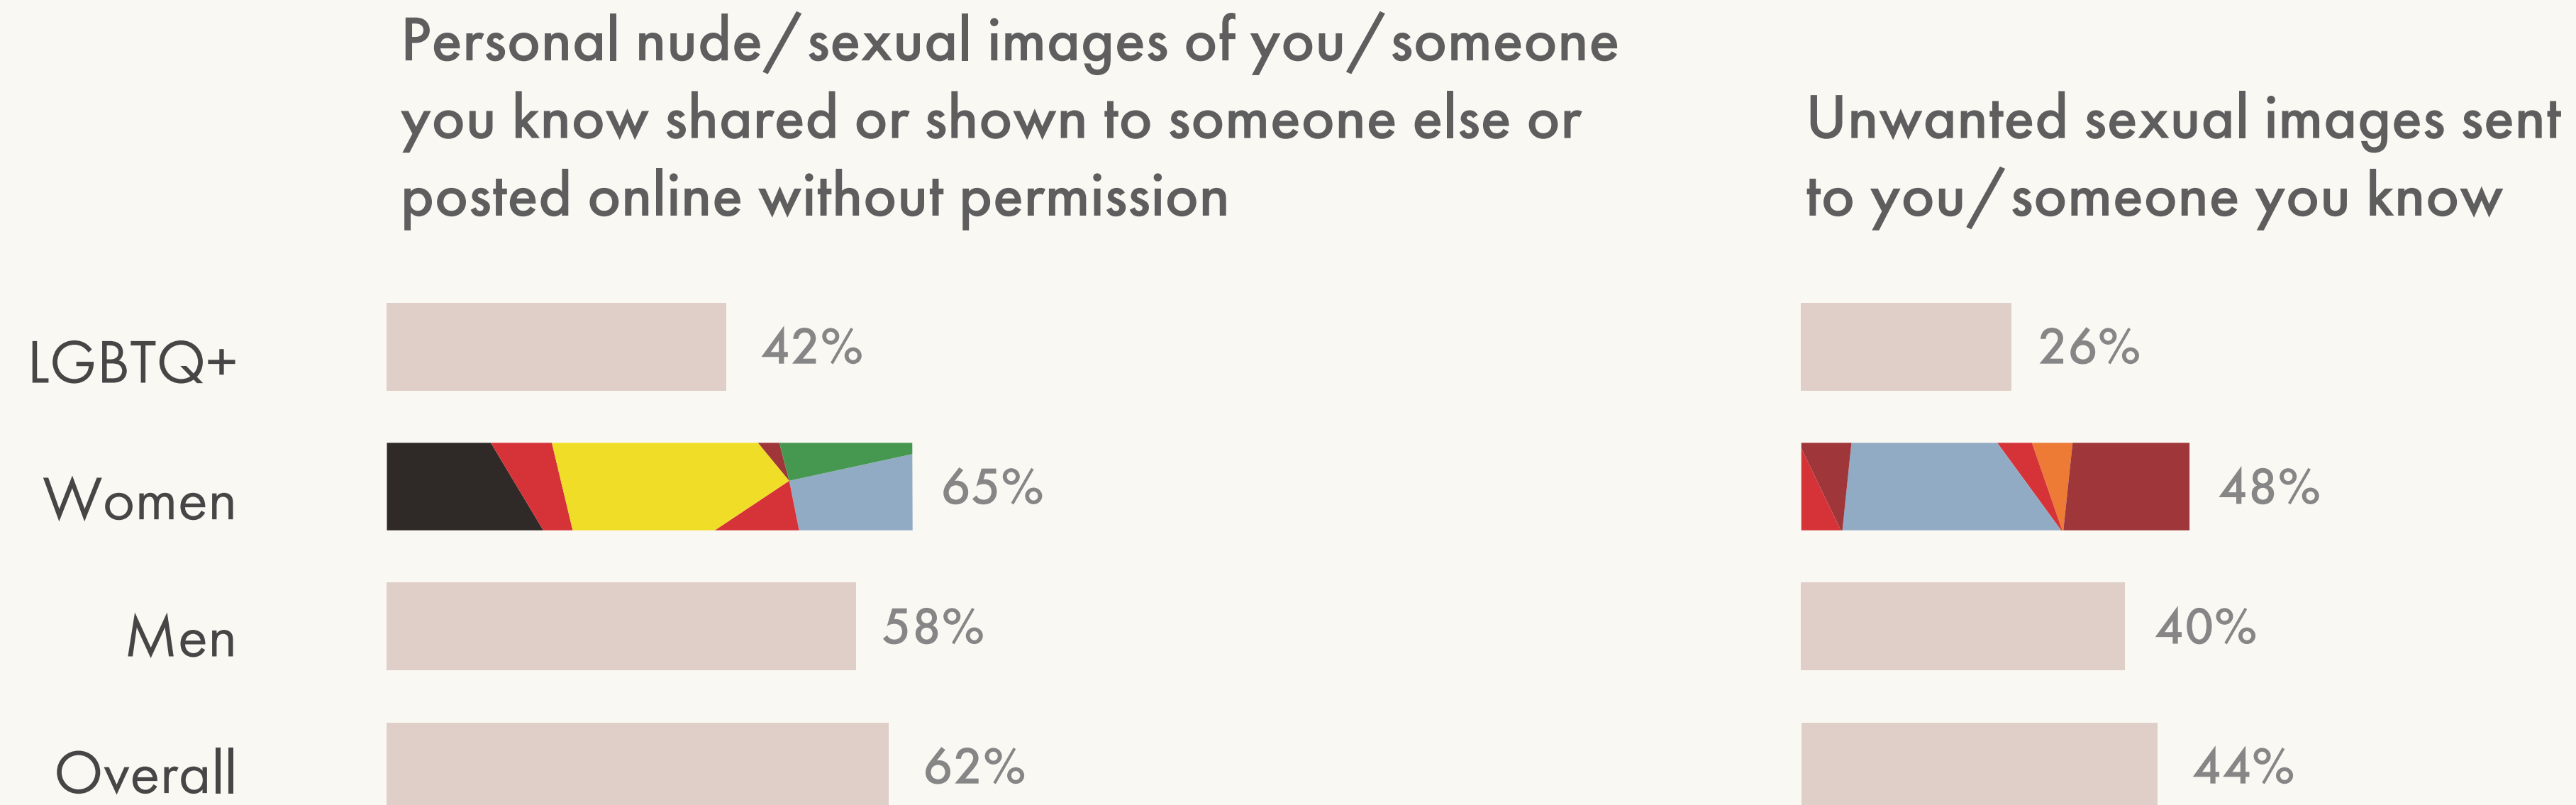 Personal nude/sexual images of you/someone
you know shared or shown to someone else or
posted online without permission
Unwanted sexual images sent
to you/someone you know
LGBTQ+ 42% 26%
Women 65% 48%
Men 58% 40%
Overall 62% 44%